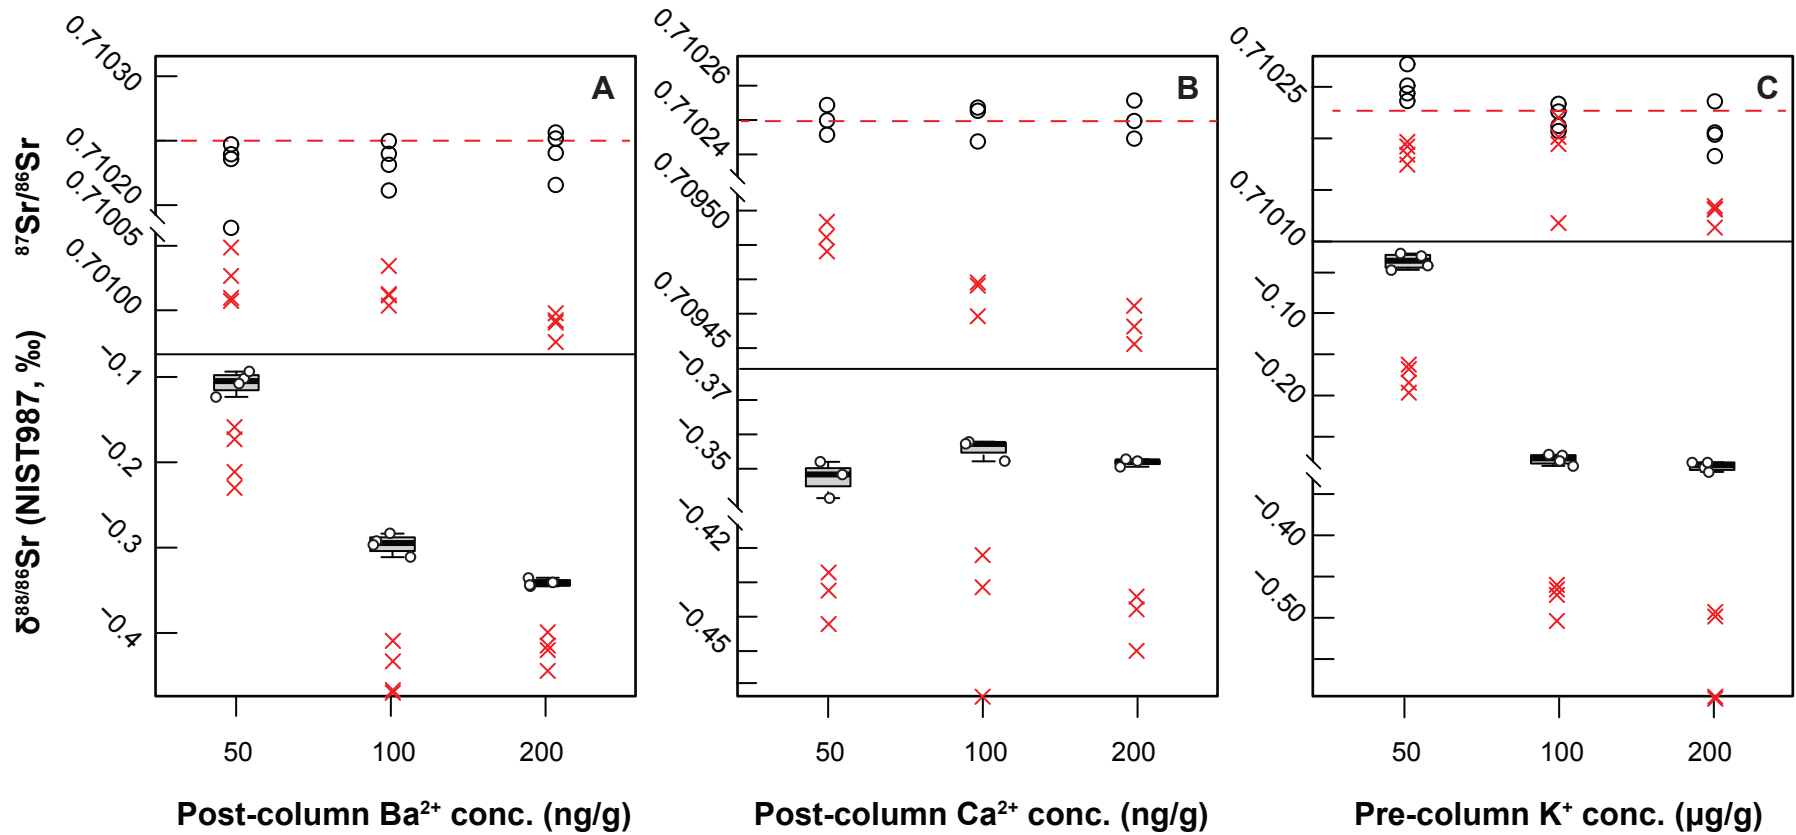 ⁸⁷Sr/⁸⁶Sr
δ⁸⁸/⁸⁶Sr (NIST987, ‰)
A
0.71030
0.71020
0.71005
0.70100
−0.1
−0.2
−0.3
−0.4
50 100 200
Post-column Ba²⁺ conc. (ng/g)
B
0.71026
0.71024
0.70950
0.70945
−0.37
−0.35
−0.42
−0.45
50 100 200
Post-column Ca²⁺ conc. (ng/g)
C
0.71025
0.71010
−0.10
−0.20
−0.40
−0.50
50 100 200
Pre-column K⁺ conc. (µg/g)